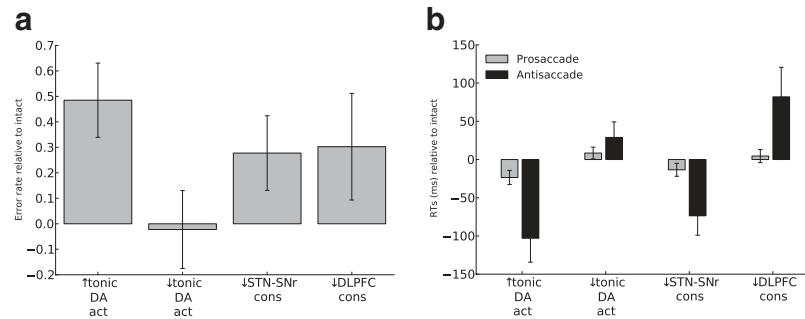 a
Error rate relative to intact
0.7
0.6
0.5
0.4
0.3
0.2
0.1
0.0
−0.1
−0.2
↑tonic
DA
act
↓tonic
DA
act
↓STN-SNr
cons
↓DLPFC
cons
b
RTs (ms) relative to intact
150
100
50
0
−50
−100
−150
Prosaccade
Antisaccade
↑tonic
DA
act
↓tonic
DA
act
↓STN-SNr
cons
↓DLPFC
cons